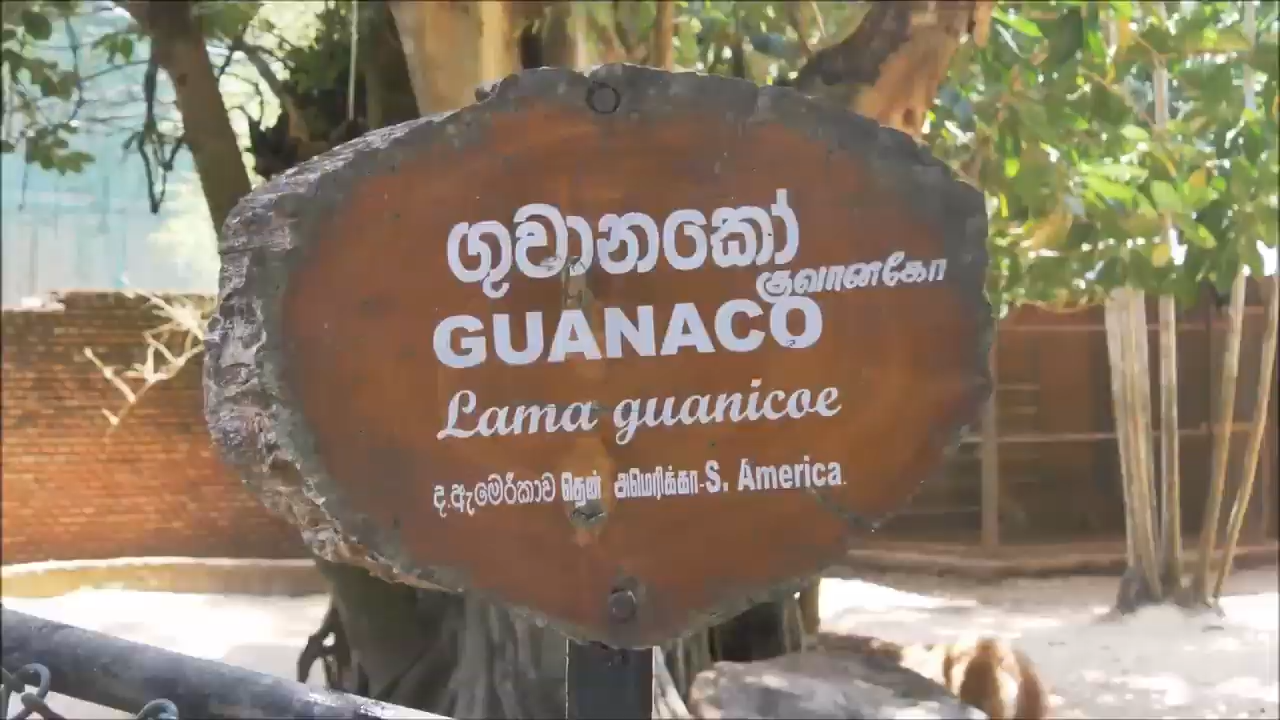 ගුවානකෝ
குவானகோ
GUANACO
Lama guanicoe
ද.ඇමෙරිකාව தென் அமெரிக்கா-S. America.